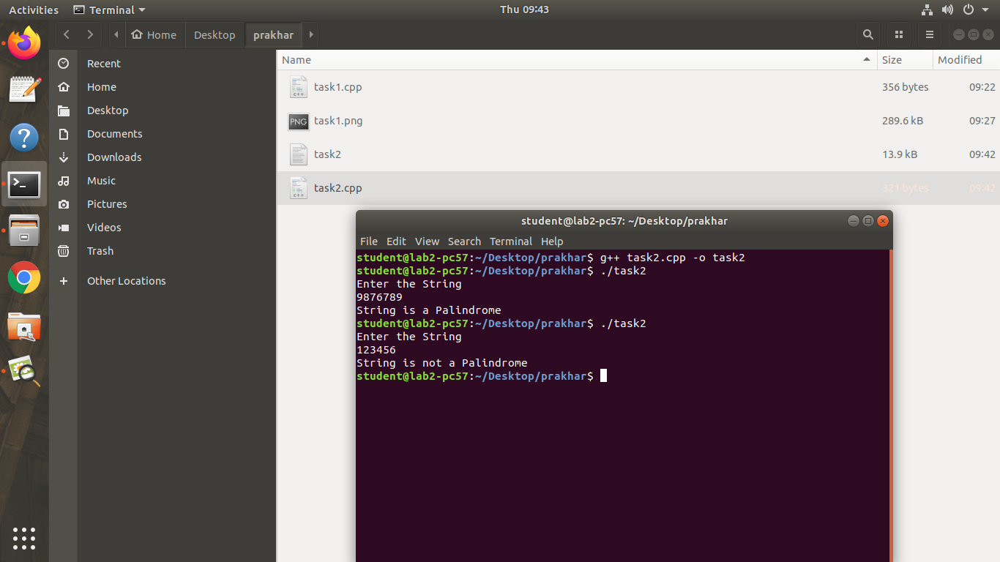 Activities Terminal Thu 09:43
Home Desktop prakhar
Recent
Home
Desktop
Documents
Downloads
Music
Pictures
Videos
Trash
Other Locations
Name Size Modified
task1.cpp 356 bytes 09:22
task1.png 289.6 kB 09:27
task2 13.9 kB 09:42
task2.cpp 321 bytes 09:42
student@lab2-pc57: ~/Desktop/prakhar
File Edit View Search Terminal Help
student@lab2-pc57:~/Desktop/prakhar$ g++ task2.cpp -o task2
student@lab2-pc57:~/Desktop/prakhar$ ./task2
Enter the String
9876789
String is a Palindrome
student@lab2-pc57:~/Desktop/prakhar$ ./task2
Enter the String
123456
String is not a Palindrome
student@lab2-pc57:~/Desktop/prakhar$